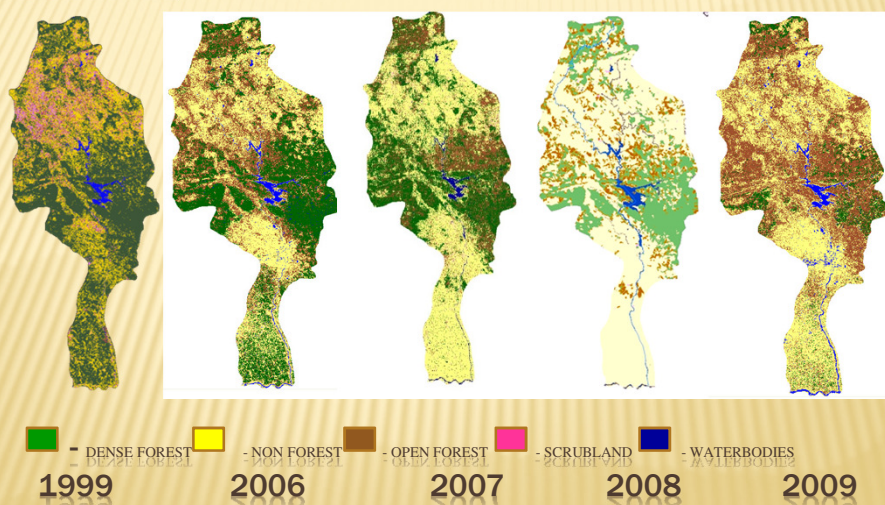 - DENSE FOREST - NON FOREST - OPEN FOREST - SCRUBLAND - WATERBODIES
1999 2006 2007 2008 2009